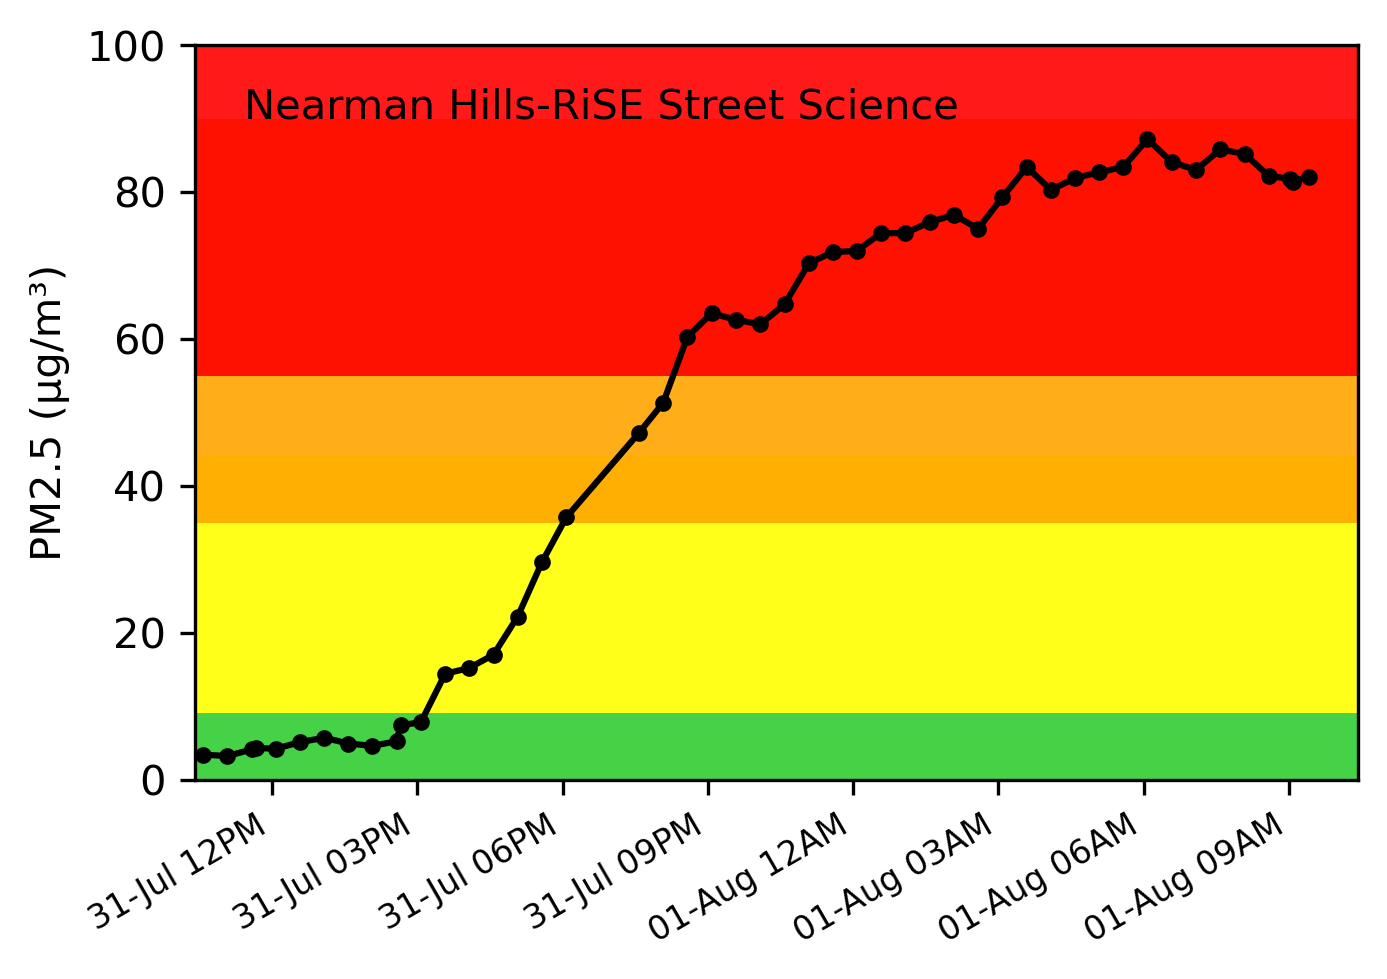 100
Nearman Hills-RiSE Street Science
80
60
40
20
0
PM2.5 (µg/m³)
31-Jul 12PM
31-Jul 03PM
31-Jul 06PM
31-Jul 09PM
01-Aug 12AM
01-Aug 03AM
01-Aug 06AM
01-Aug 09AM